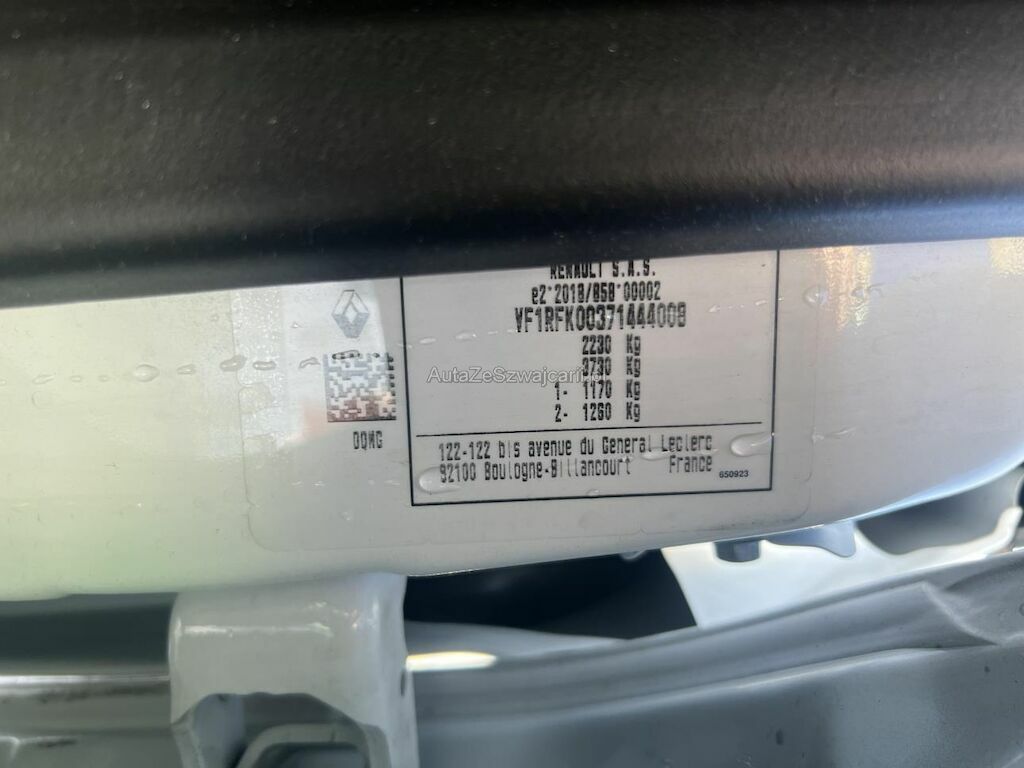 RENAULT S.A.S.
e2*2018/858*00002
VF1RFK00371444008
2230 Kg
3730 Kg
AutaZeSzwajcarii.pl
1- 1170 Kg
2- 1260 Kg
DQMG
122-122 bis avenue du General Leclerc
92100 Boulogne-Billancourt France
650923